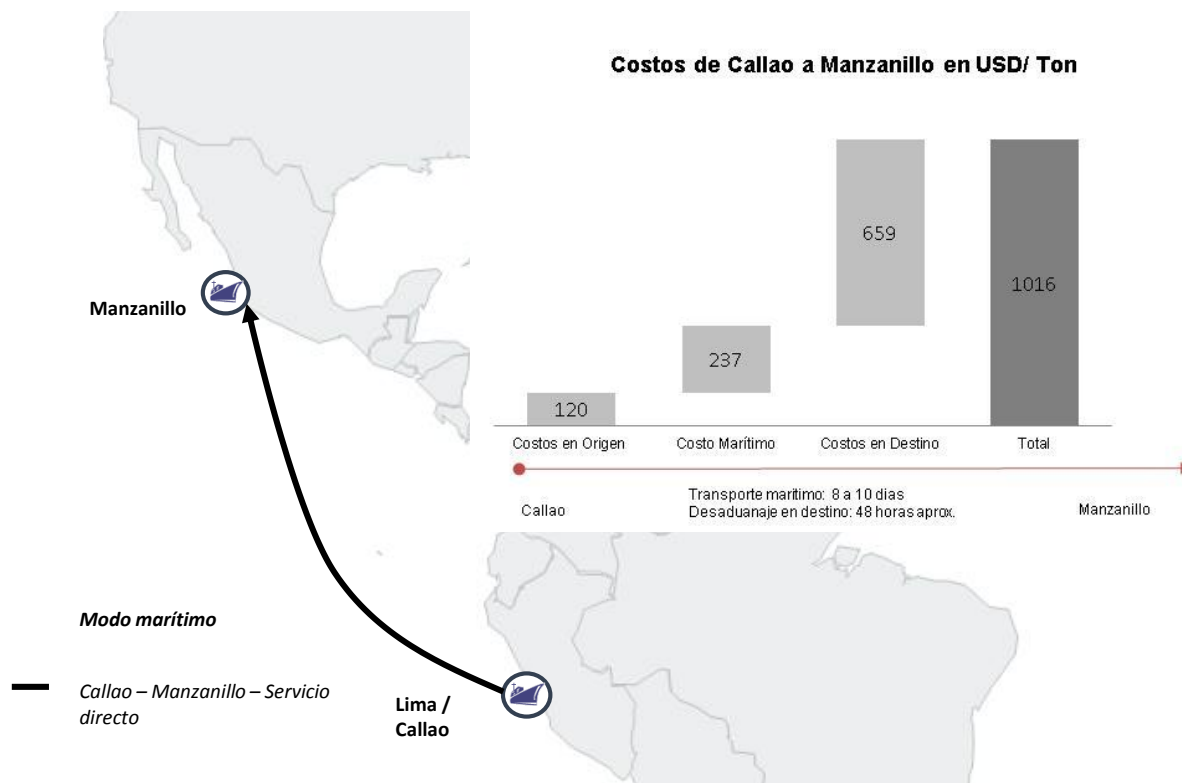 Costos de Callao a Manzanillo en USD/ Ton
659
1016
237
120
Costos en Origen
Costo Marítimo
Costos en Destino
Total
Transporte maritimo: 8 a 10 dias
Desaduanaje en destino: 48 horas aprox.
Callao
Manzanillo
Manzanillo
Modo marítimo
Callao – Manzanillo – Servicio
directo
Lima /
Callao